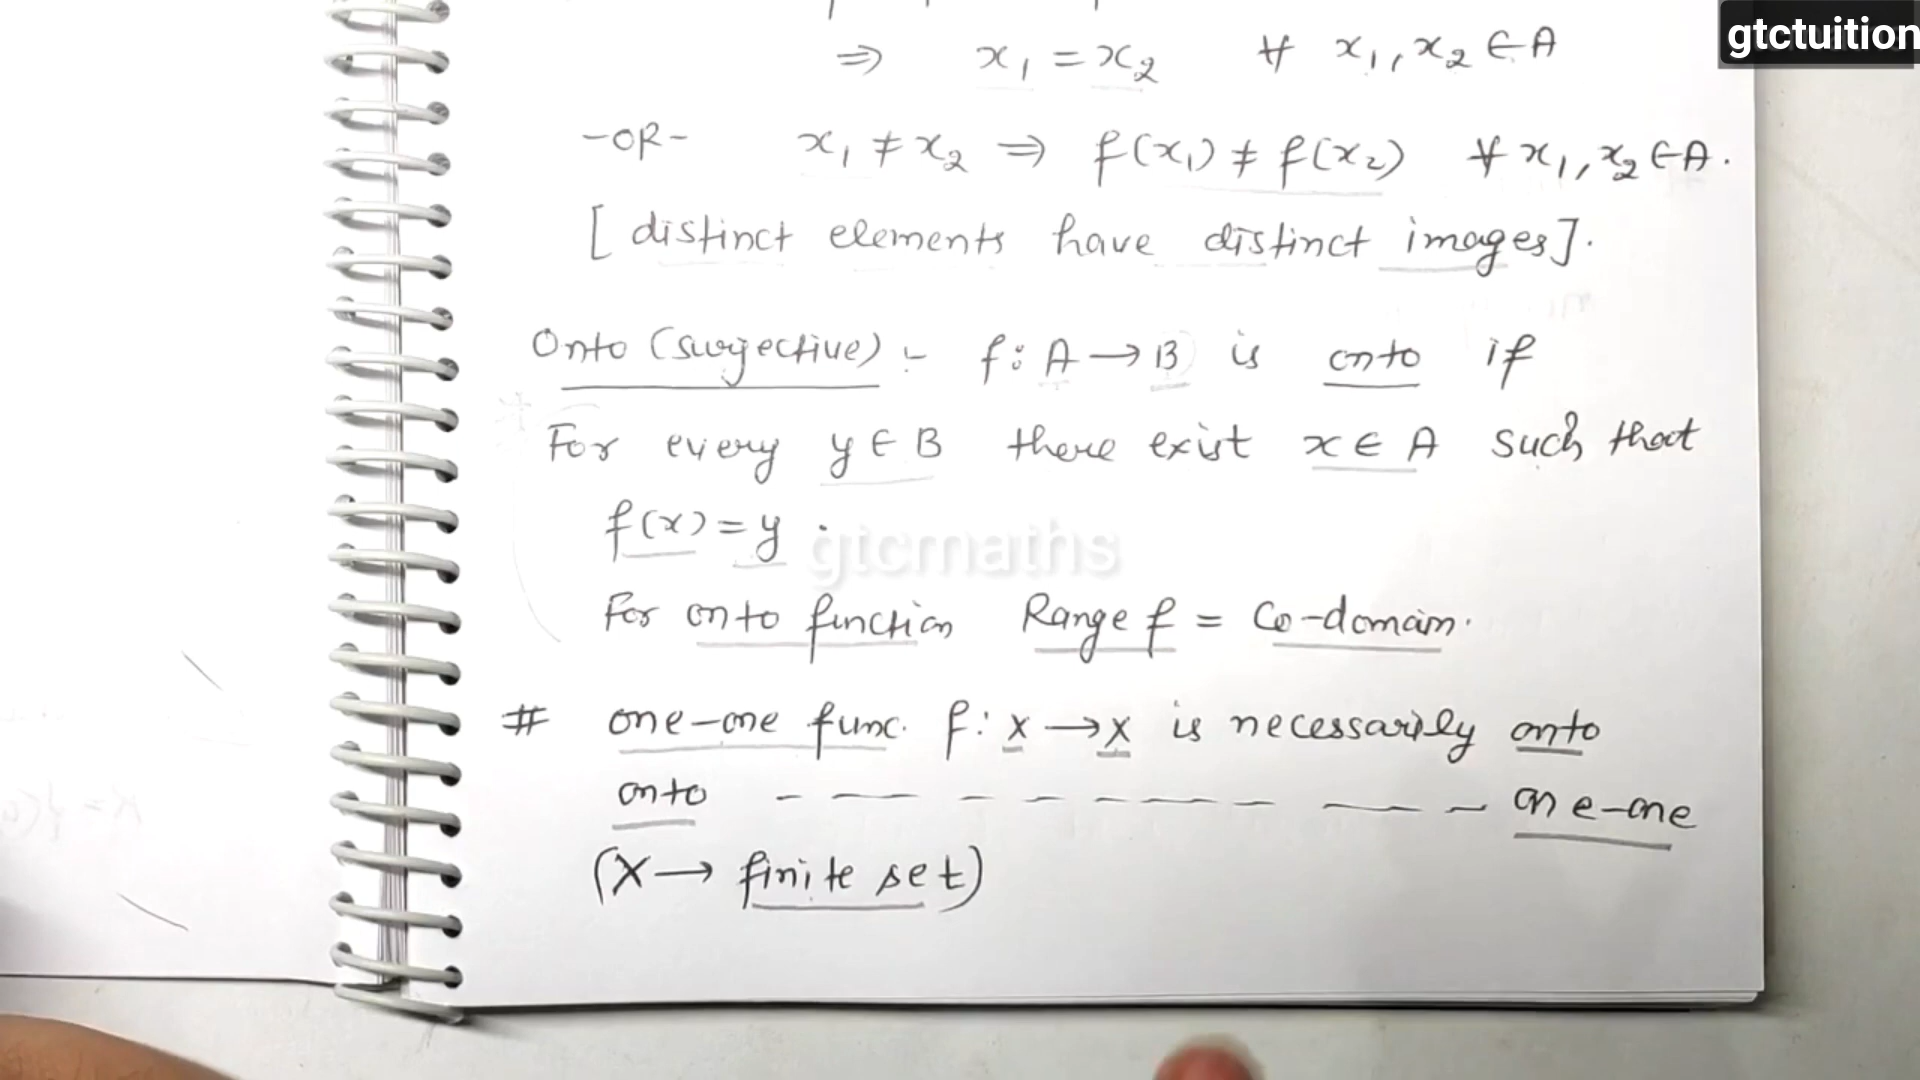 gtctuition
⇒ x₁ = x₂ ∀ x₁, x₂ ∈ A
-OR- x₁ ≠ x₂ ⇒ f(x₁) ≠ f(x₂) ∀ x₁, x₂ ∈ A.
[ distinct elements have distinct images].
Onto (surjective) :- f: A → B is onto if
For every y ∈ B there exist x ∈ A such that
f(x) = y .
gtcmaths
For onto function Range f = Co-domain.
# one-one func. f: X → X is necessarily onto
onto - — - - - — - — — - one-one
(X → finite set)